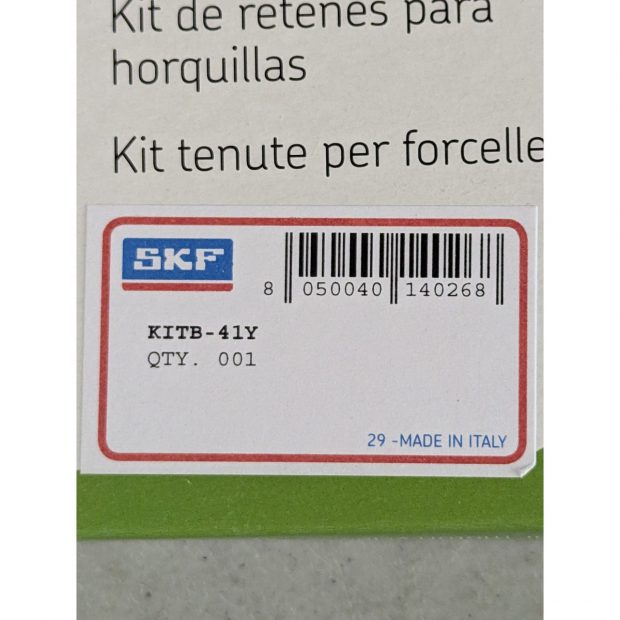 Kit de retenes para
horquillas
Kit tenute per forcelle
SKF
8 050040 140268
KITB-41Y
QTY. 001
29 -MADE IN ITALY